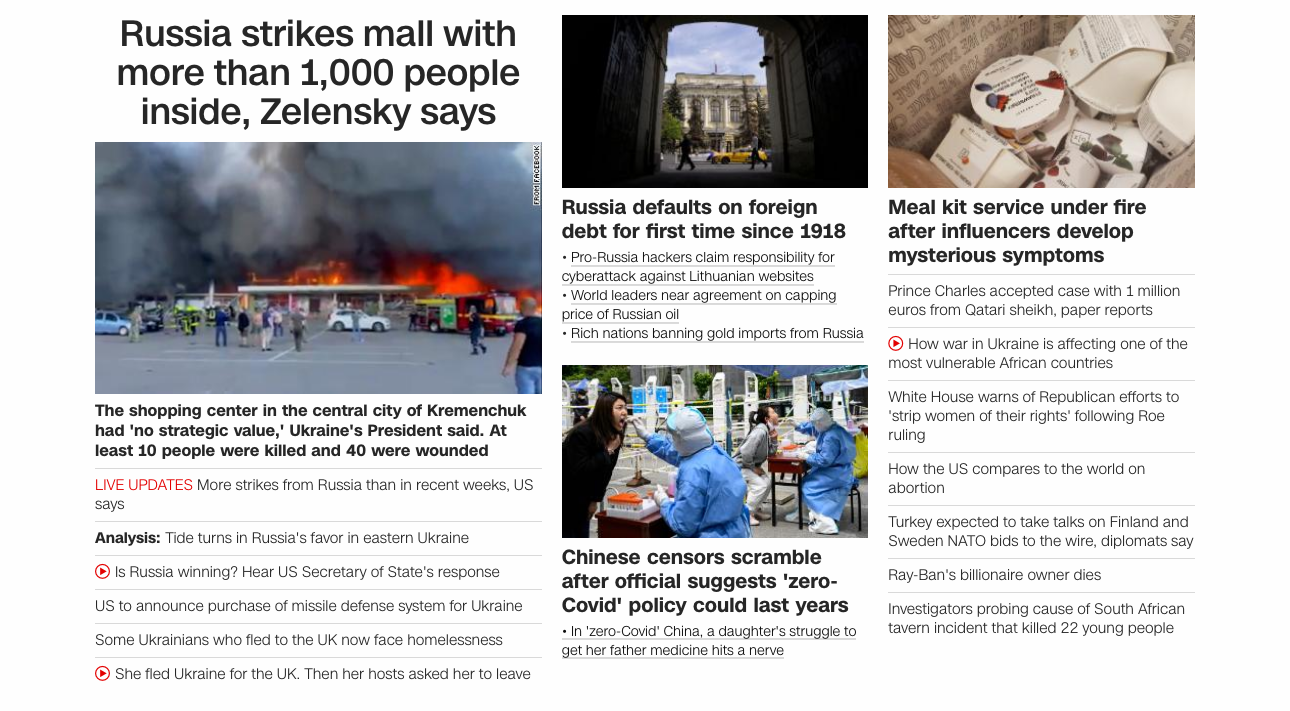 Russia strikes mall with
more than 1,000 people
inside, Zelensky says
FROM FACEBOOK
The shopping center in the central city of Kremenchuk
had 'no strategic value,' Ukraine's President said. At
least 10 people were killed and 40 were wounded
LIVE UPDATES More strikes from Russia than in recent weeks, US
says
Analysis: Tide turns in Russia's favor in eastern Ukraine
Is Russia winning? Hear US Secretary of State's response
US to announce purchase of missile defense system for Ukraine
Some Ukrainians who fled to the UK now face homelessness
She fled Ukraine for the UK. Then her hosts asked her to leave
Russia defaults on foreign
debt for first time since 1918
• Pro-Russia hackers claim responsibility for
cyberattack against Lithuanian websites
• World leaders near agreement on capping
price of Russian oil
• Rich nations banning gold imports from Russia
Chinese censors scramble
after official suggests 'zero-
Covid' policy could last years
• In 'zero-Covid' China, a daughter's struggle to
get her father medicine hits a nerve
Meal kit service under fire
after influencers develop
mysterious symptoms
Prince Charles accepted case with 1 million
euros from Qatari sheikh, paper reports
How war in Ukraine is affecting one of the
most vulnerable African countries
White House warns of Republican efforts to
'strip women of their rights' following Roe
ruling
How the US compares to the world on
abortion
Turkey expected to take talks on Finland and
Sweden NATO bids to the wire, diplomats say
Ray-Ban's billionaire owner dies
Investigators probing cause of South African
tavern incident that killed 22 young people